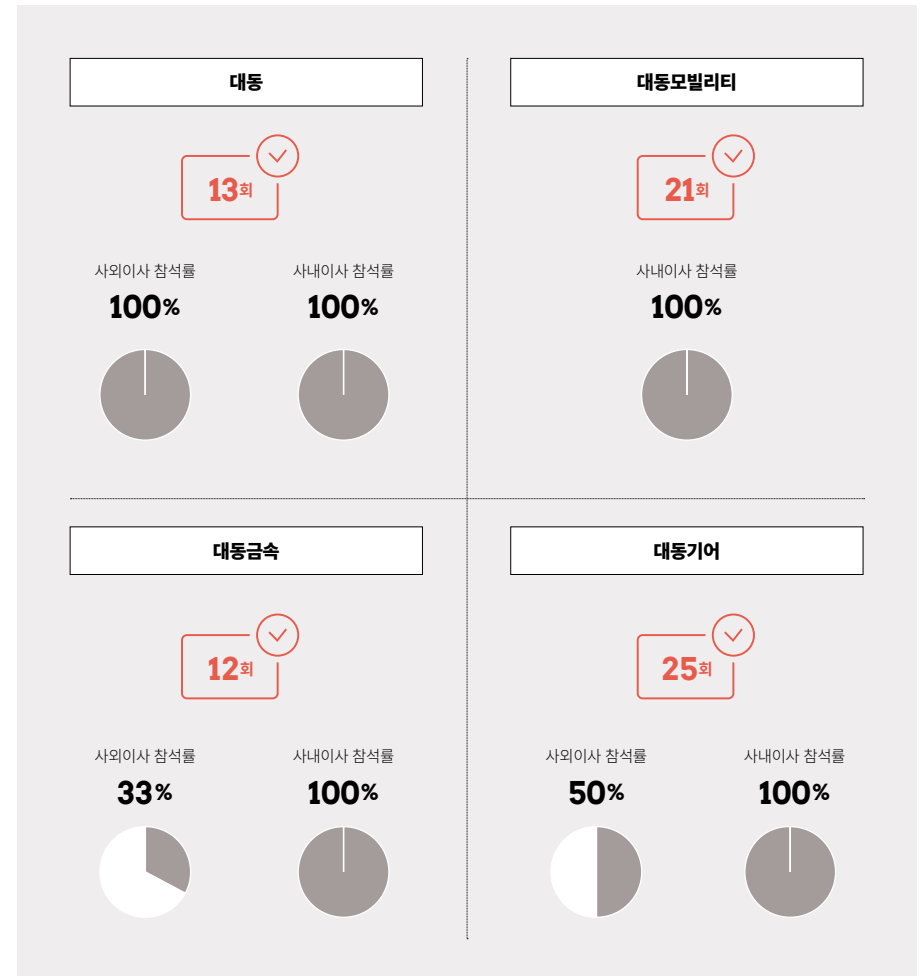 대동
13회
사외이사 참석률
100%
사내이사 참석률
100%
대동모빌리티
21회
사내이사 참석률
100%
대동금속
12회
사외이사 참석률
33%
사내이사 참석률
100%
대동기어
25회
사외이사 참석률
50%
사내이사 참석률
100%